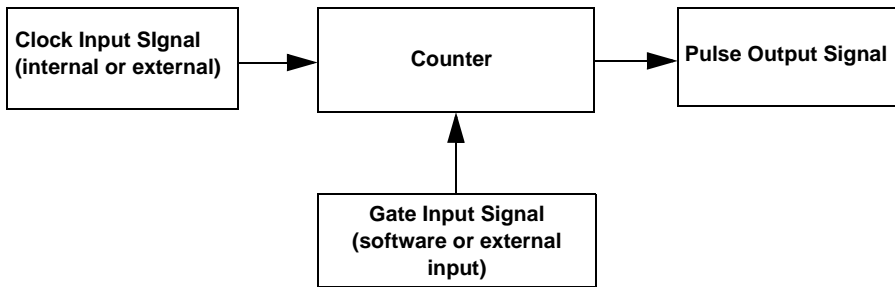 Clock Input SIgnal
(internal or external)
Counter
Pulse Output Signal
Gate Input Signal
(software or external
input)